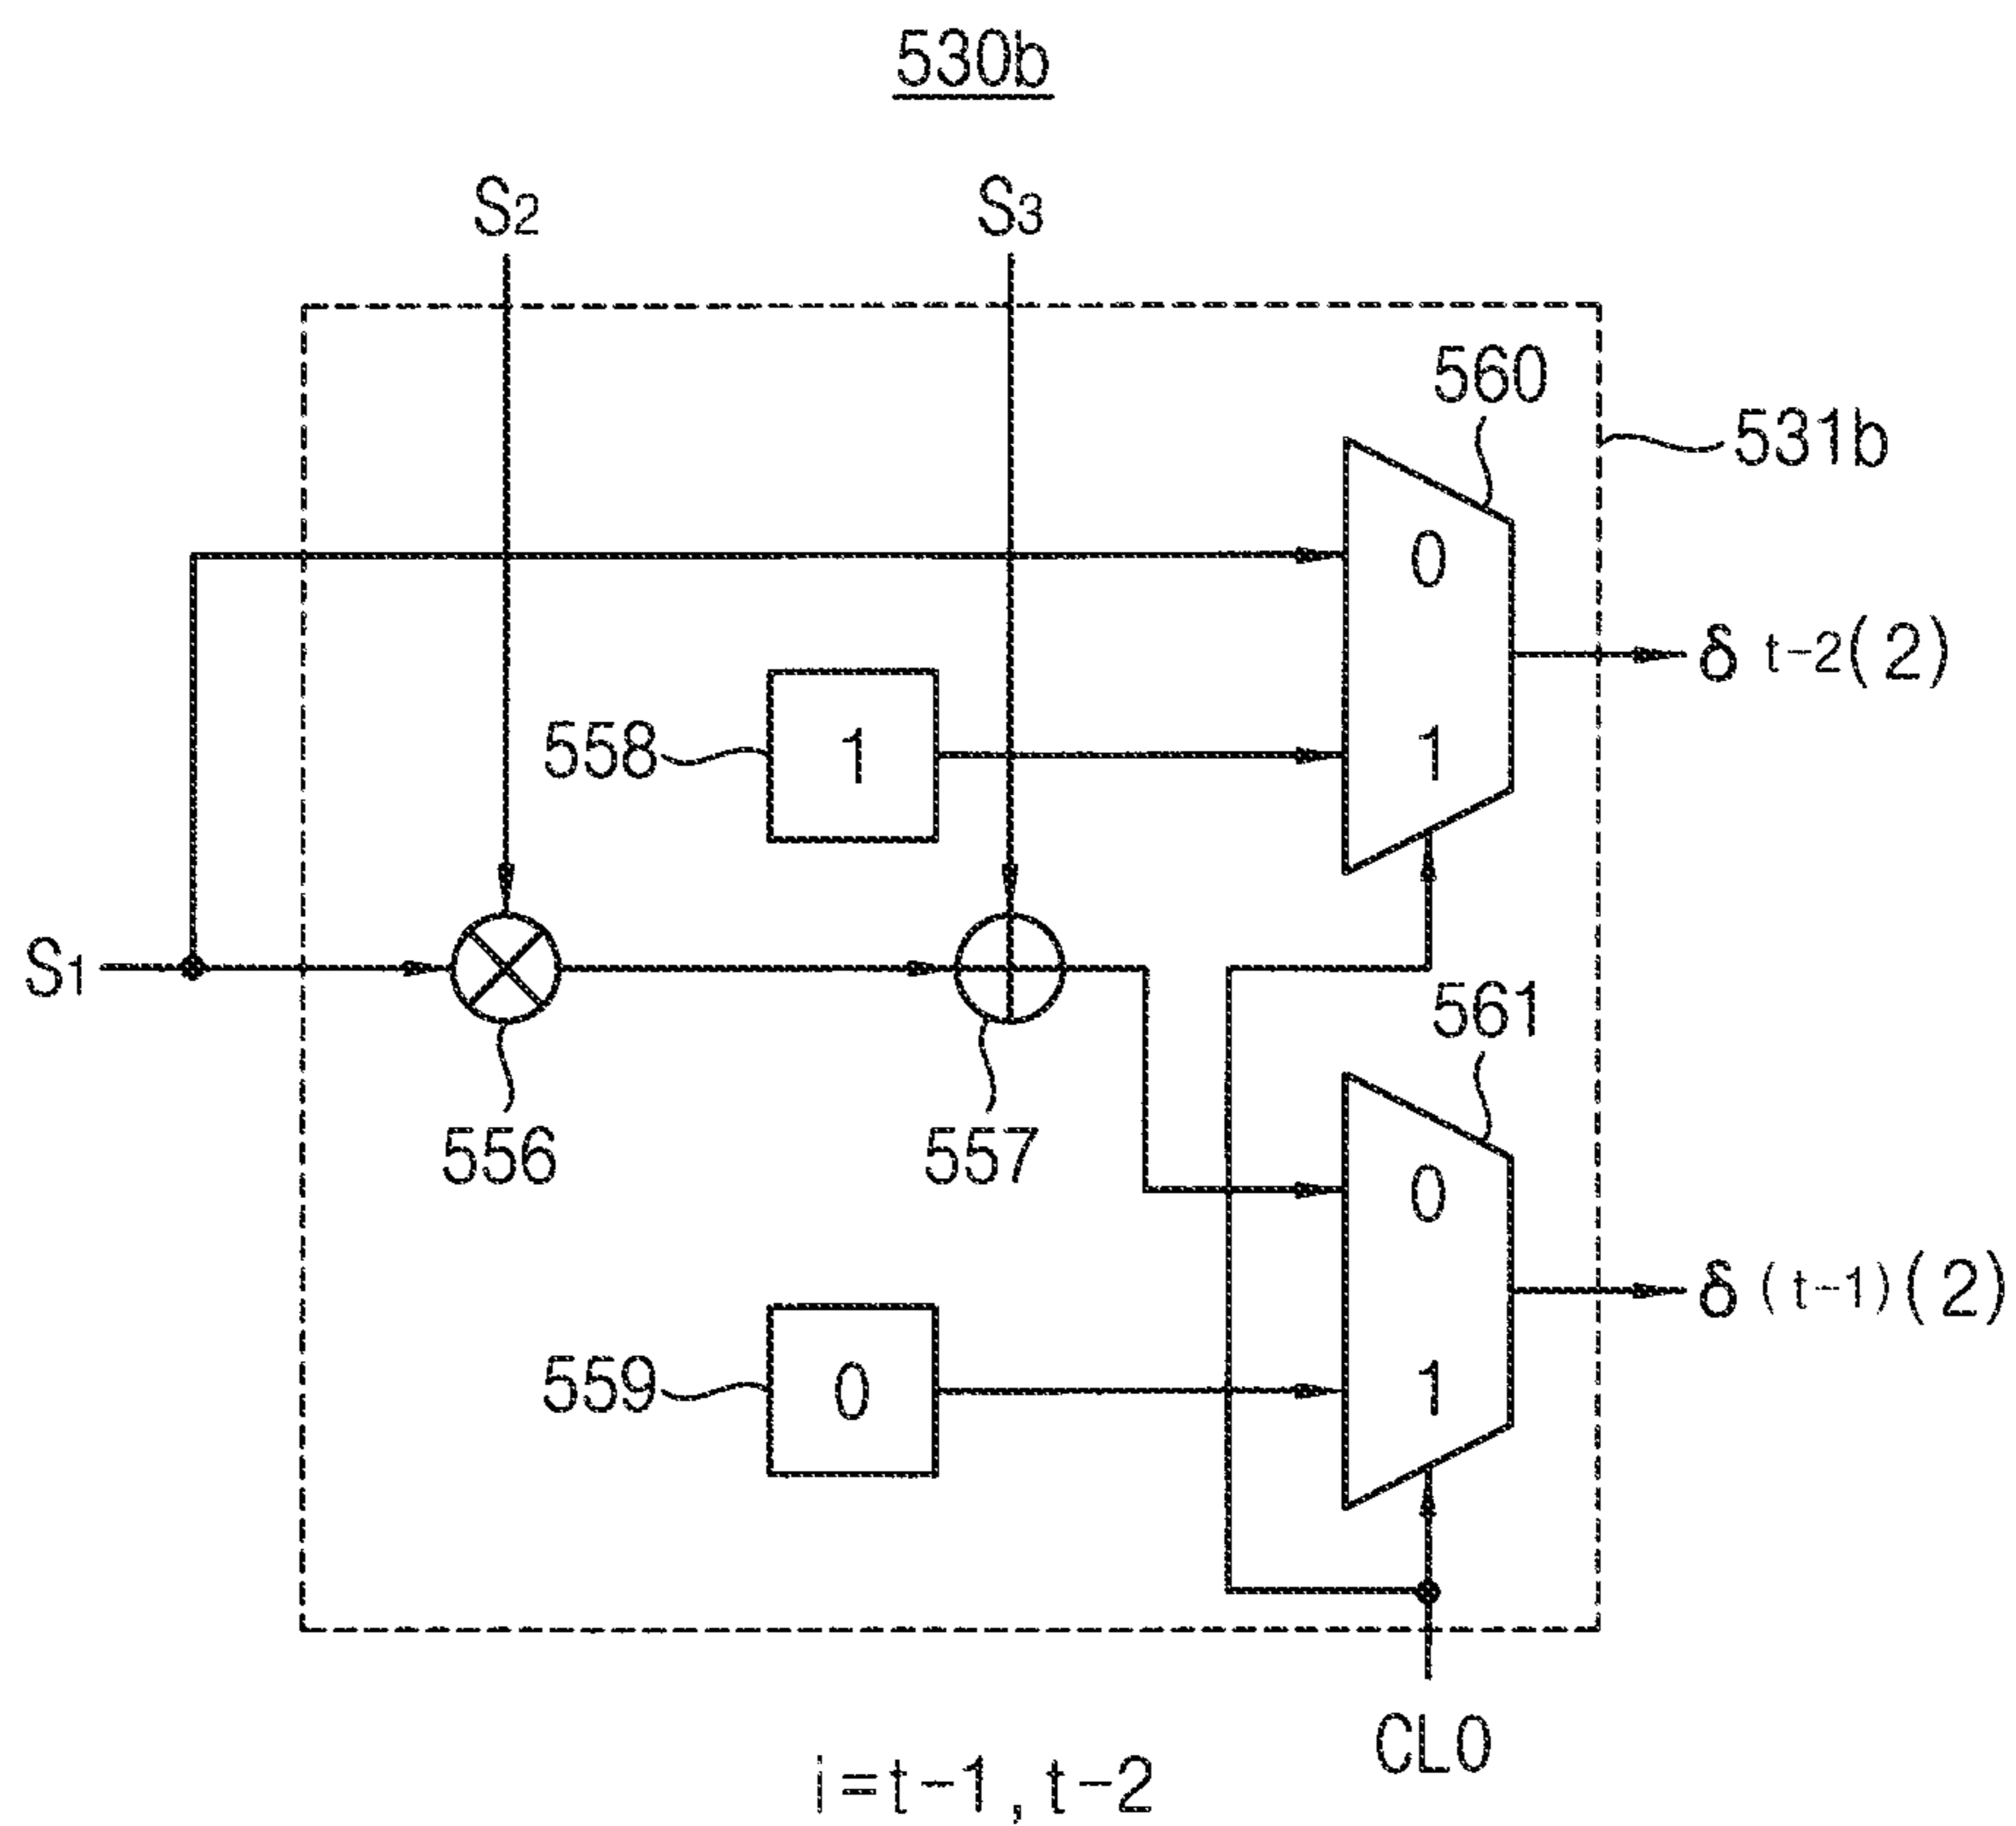 530b
S2 S3
560
531b
0
δ t-2(2)
558 1 1
S1
561
556 557
0
δ (t-1)(2)
559 0 1
CL0
i=t-1, t-2